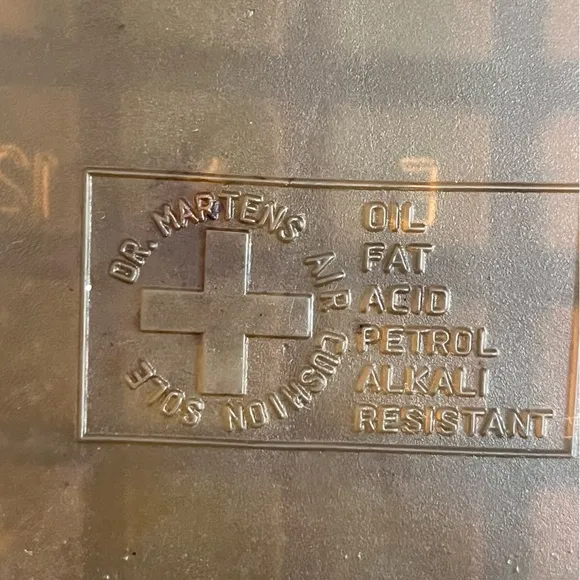 DR. MARTENS AIR CUSHION SOLE
OIL
FAT
ACID
PETROL
ALKALI
RESISTANT